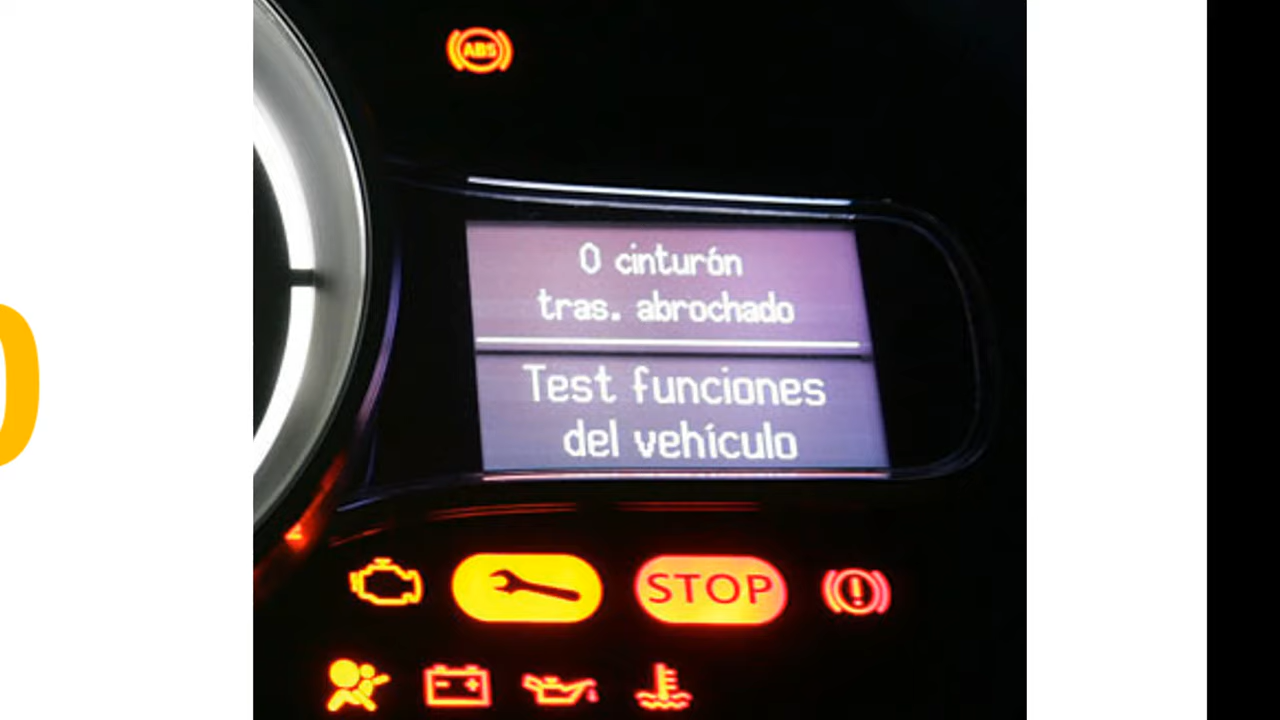 ABS
0 cinturón
tras. abrochado
Test funciones
del vehículo
STOP